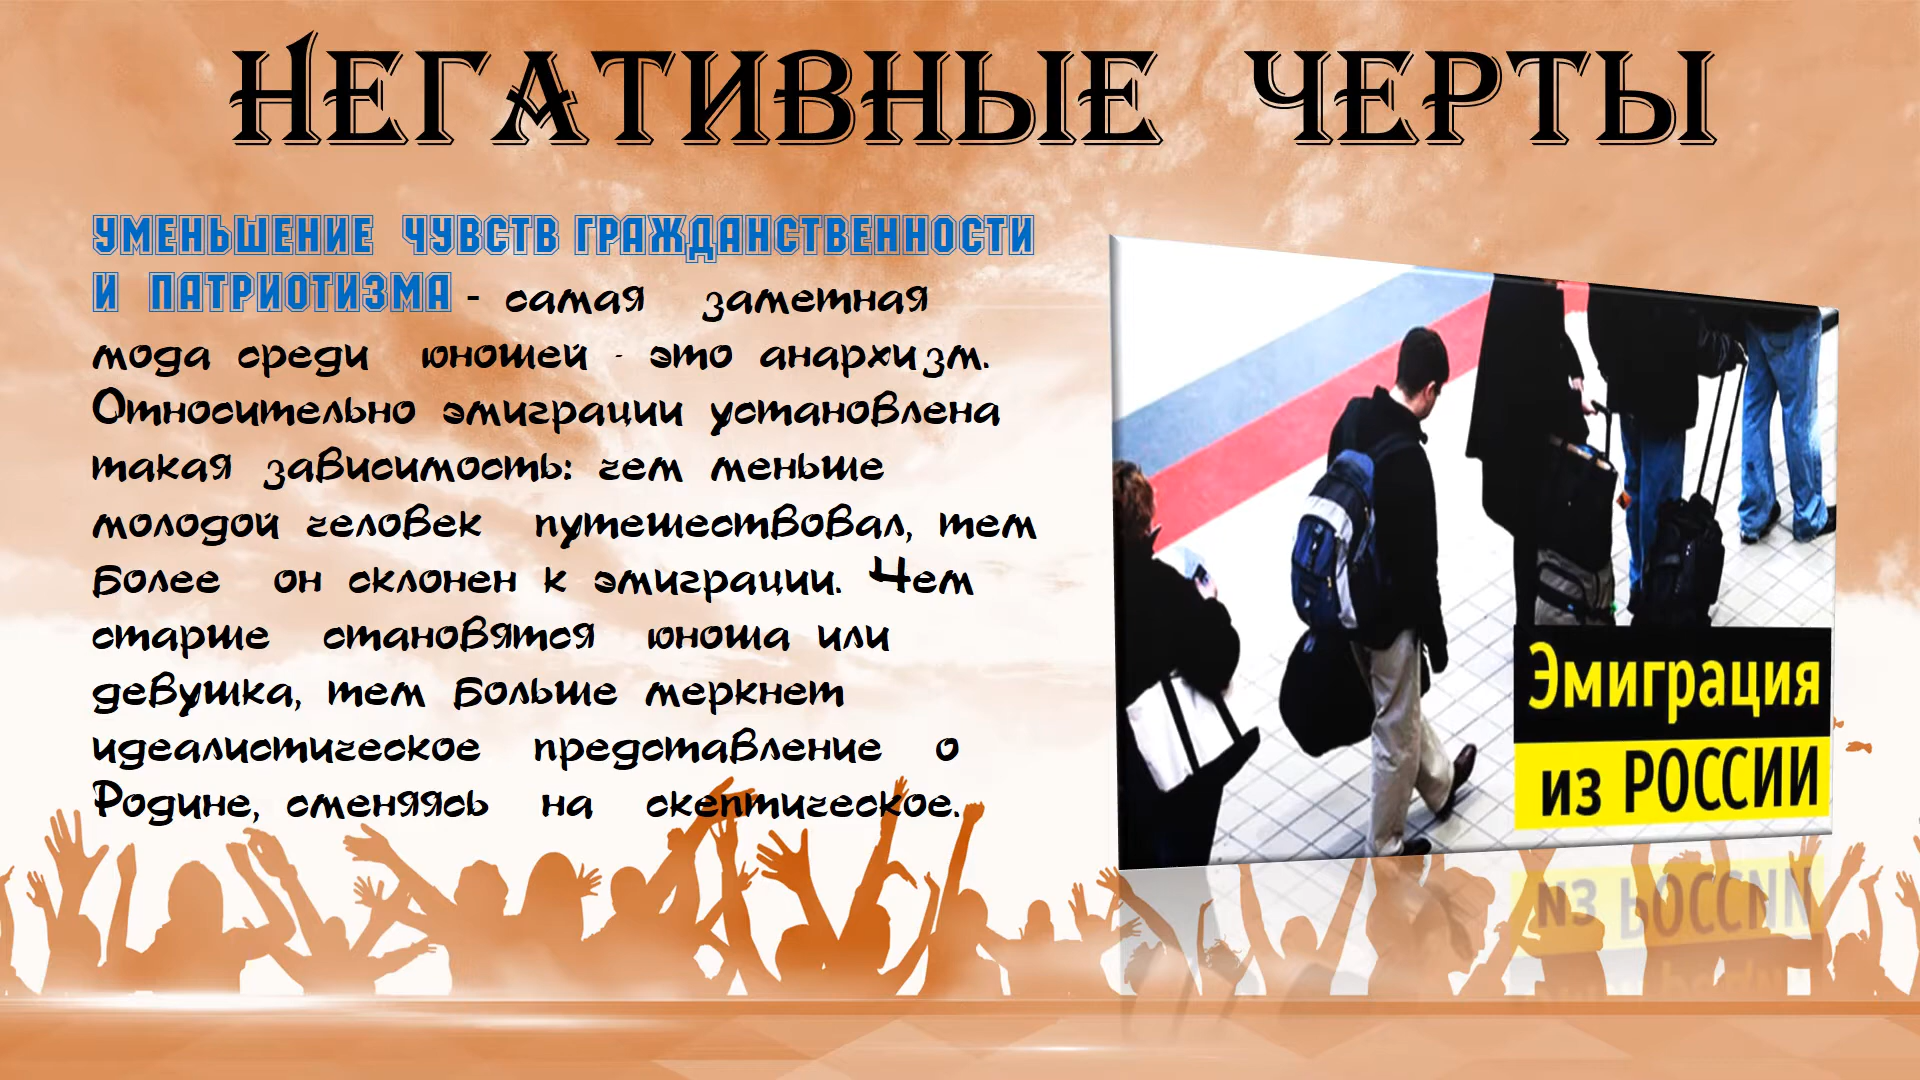 НЕГАТИВНЫЕ ЧЕРТЫ
УМЕНЬШЕНИЕ ЧУВСТВ ГРАЖДАНСТВЕННОСТИ
И ПАТРИОТИЗМА - самая заметная
мода среди юношей - это анархизм.
Относительно эмиграции установлена
такая зависимость: чем меньше
молодой человек путешествовал, тем
более он склонен к эмиграции. Чем
старше становятся юноша или
девушка, тем больше меркнет
идеалистическое представление о
Родине, сменяясь на скептическое.
Эмиграция
из РОССИИ